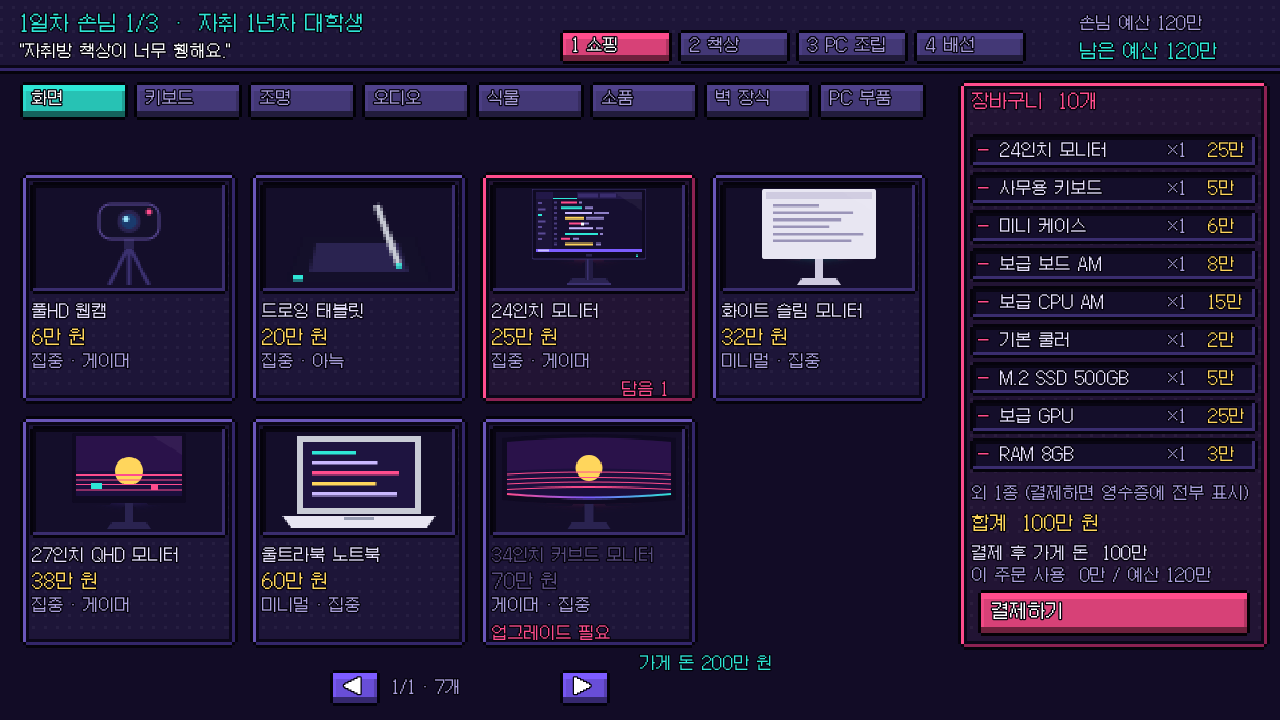 1일차 손님 1/3 · 자취 1년차 대학생
"자취방 책상이 너무 휑해요."
1 쇼핑
2 책상
3 PC 조립
4 배선
손님 예산 120만
남은 예산 120만
화면
키보드
조명
오디오
식물
소품
벽 장식
PC 부품
풀HD 웹캠
6만 원
집중 · 게이머
드로잉 태블릿
20만 원
집중 · 아늑
24인치 모니터
25만 원
집중 · 게이머
담음 1
화이트 슬림 모니터
32만 원
미니멀 · 집중
27인치 QHD 모니터
38만 원
집중 · 게이머
울트라북 노트북
60만 원
미니멀 · 집중
34인치 커브드 모니터
70만 원
게이머 · 집중
업그레이드 필요
1/1 · 7개
가게 돈 200만 원
장바구니 10개
− 24인치 모니터 ×1 25만
− 사무용 키보드 ×1 5만
− 미니 케이스 ×1 6만
− 보급 보드 AM ×1 8만
− 보급 CPU AM ×1 15만
− 기본 쿨러 ×1 2만
− M.2 SSD 500GB ×1 5만
− 보급 GPU ×1 25만
− RAM 8GB ×1 3만
외 1종 (결제하면 영수증에 전부 표시)
합계 100만 원
결제 후 가게 돈 100만
이 주문 사용 0만 / 예산 120만
결제하기